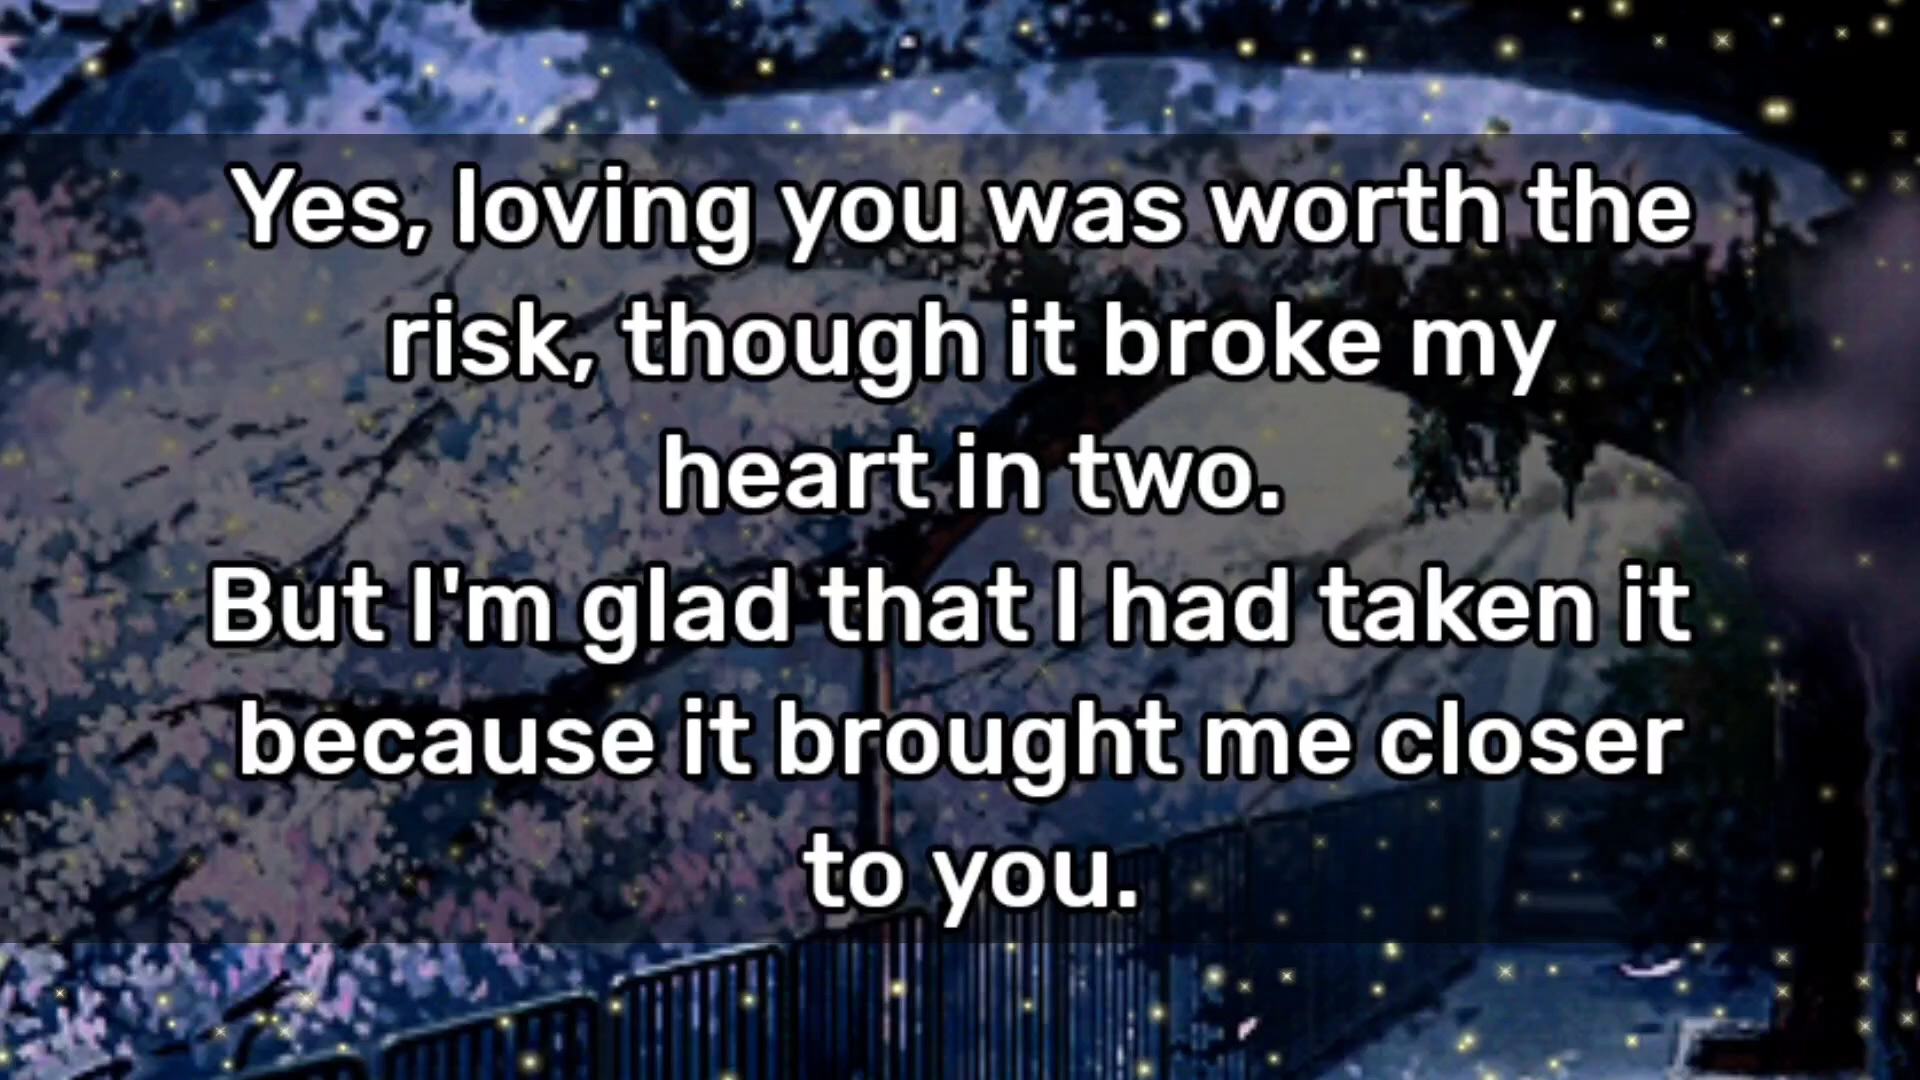 Yes, loving you was worth the
risk, though it broke my
heart in two.
But I'm glad that I had taken it
because it brought me closer
to you.